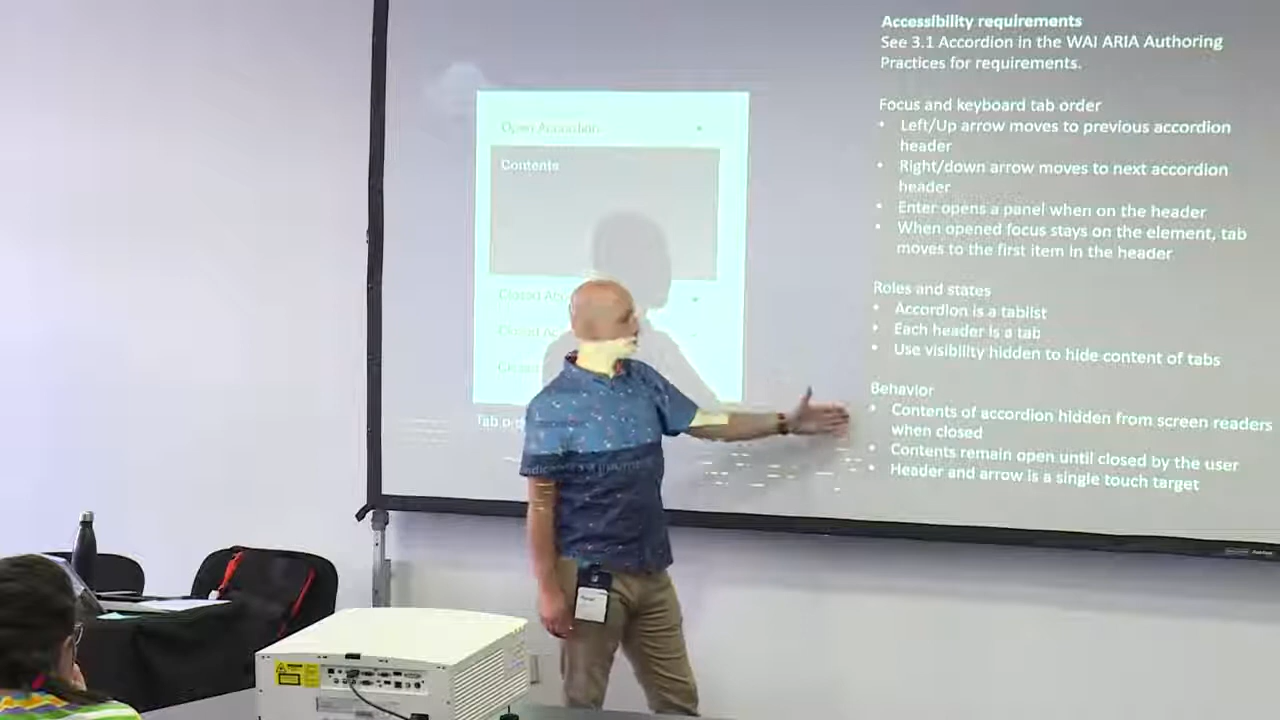 Accessibility requirements
See 3.1 Accordion in the WAI ARIA Authoring
Practices for requirements.
Focus and keyboard tab order
• Left/Up arrow moves to previous accordion
header
• Right/down arrow moves to next accordion
header
• Enter opens a panel when on the header
• When opened focus stays on the element, tab
moves to the first item in the header
Roles and states
• Accordion is a tablist
• Each header is a tab
• Use visibility hidden to hide content of tabs
Behavior
• Contents of accordion hidden from screen readers
when closed
• Contents remain open until closed by the user
• Header and arrow is a single touch target
Open Accordion
Contents
Closed
Closed
Closed
Tab